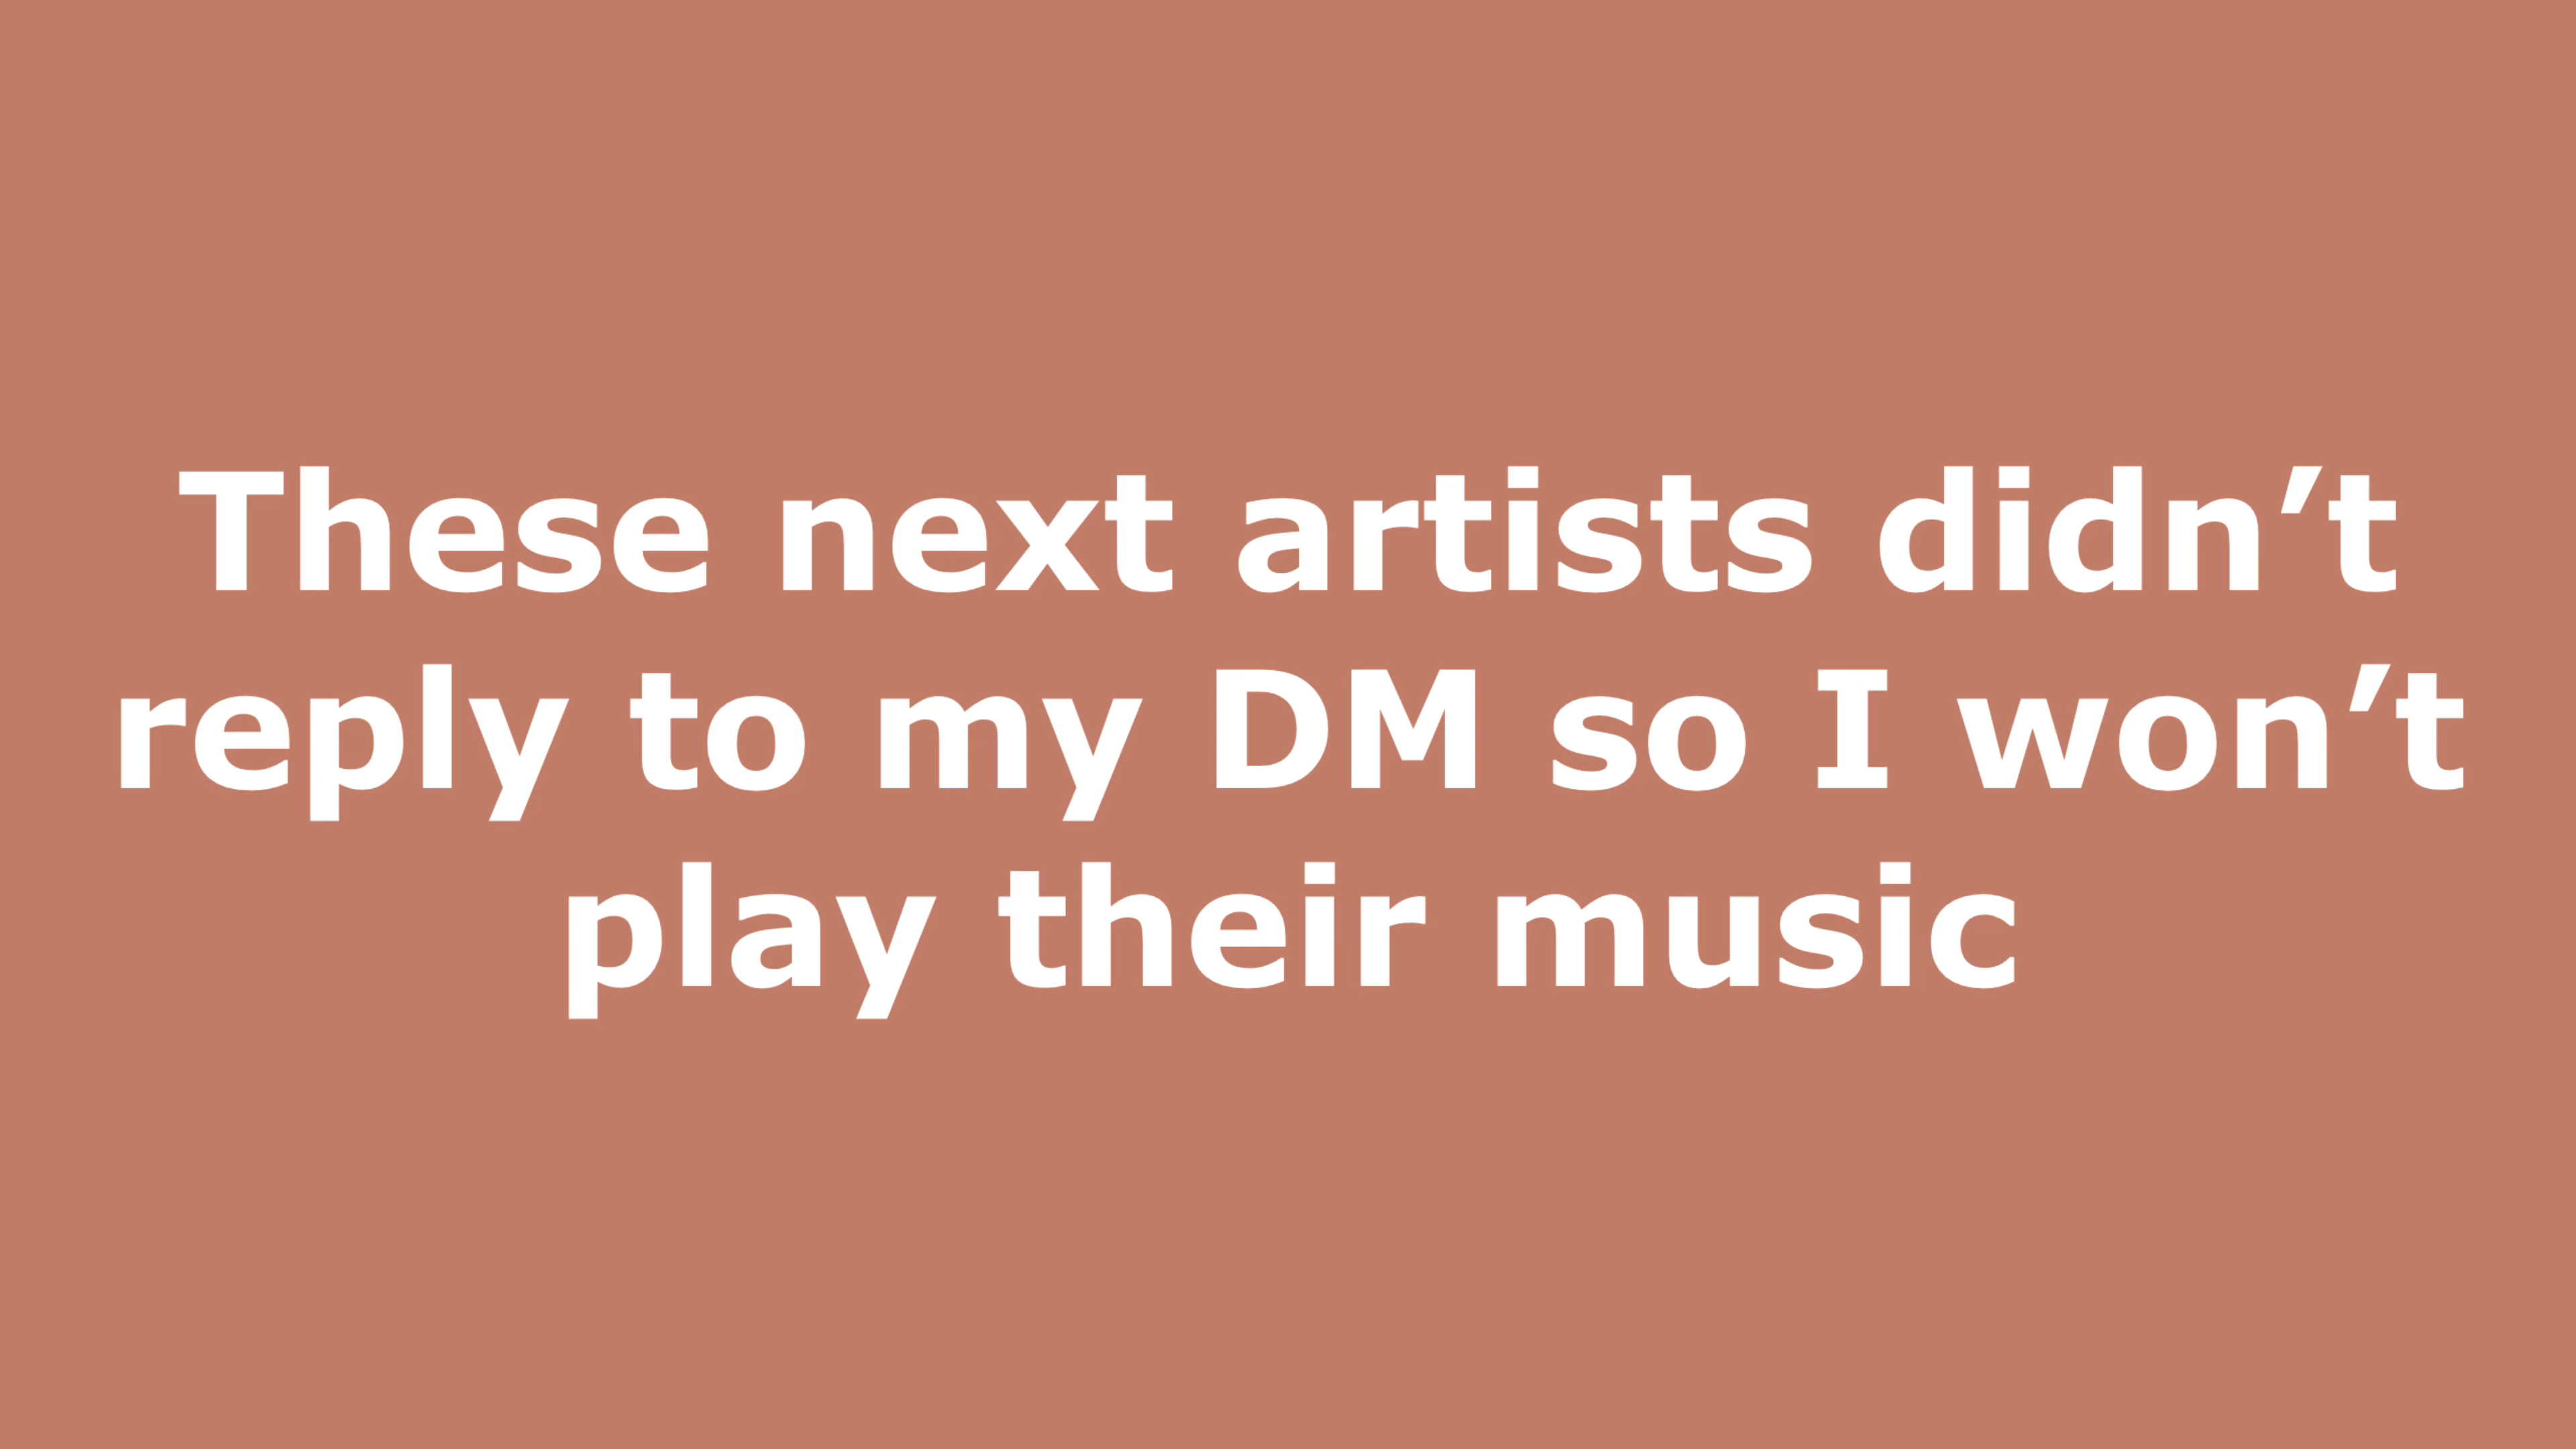 These next artists didn’t
reply to my DM so I won’t
play their music